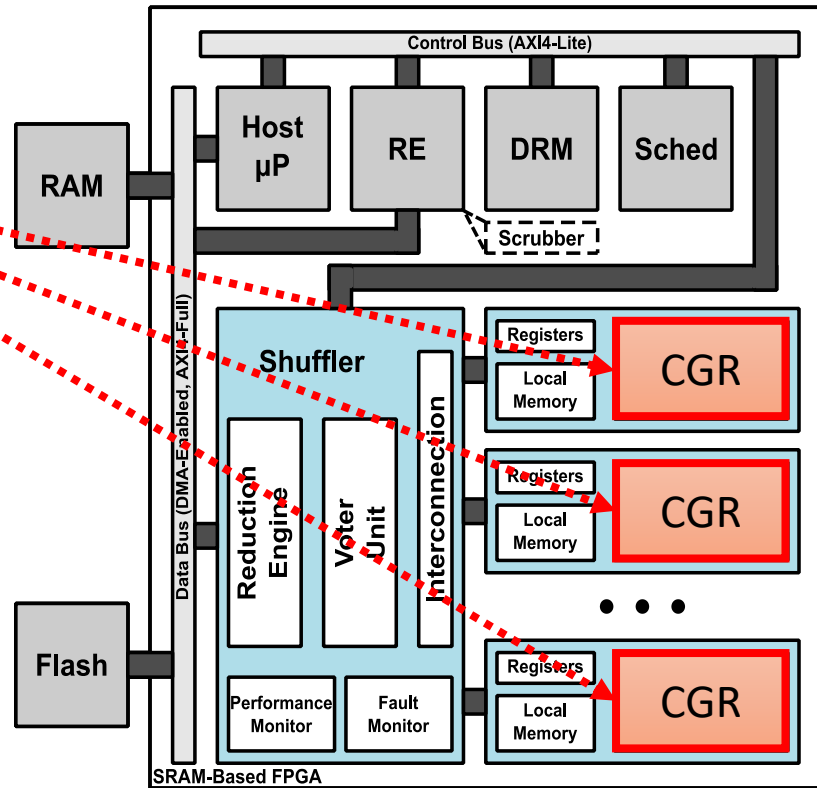 Control Bus (AXI4-Lite)
Host
µP
RE
DRM
Sched
RAM
Scrubber
Data Bus (DMA-Enabled, AXI4-Full)
Shuffler
Reduction
Engine
Voter
Unit
Interconnection
Performance
Monitor
Fault
Monitor
Registers
Local
Memory
CGR
Registers
Local
Memory
CGR
• • •
Registers
Local
Memory
CGR
Flash
SRAM-Based FPGA